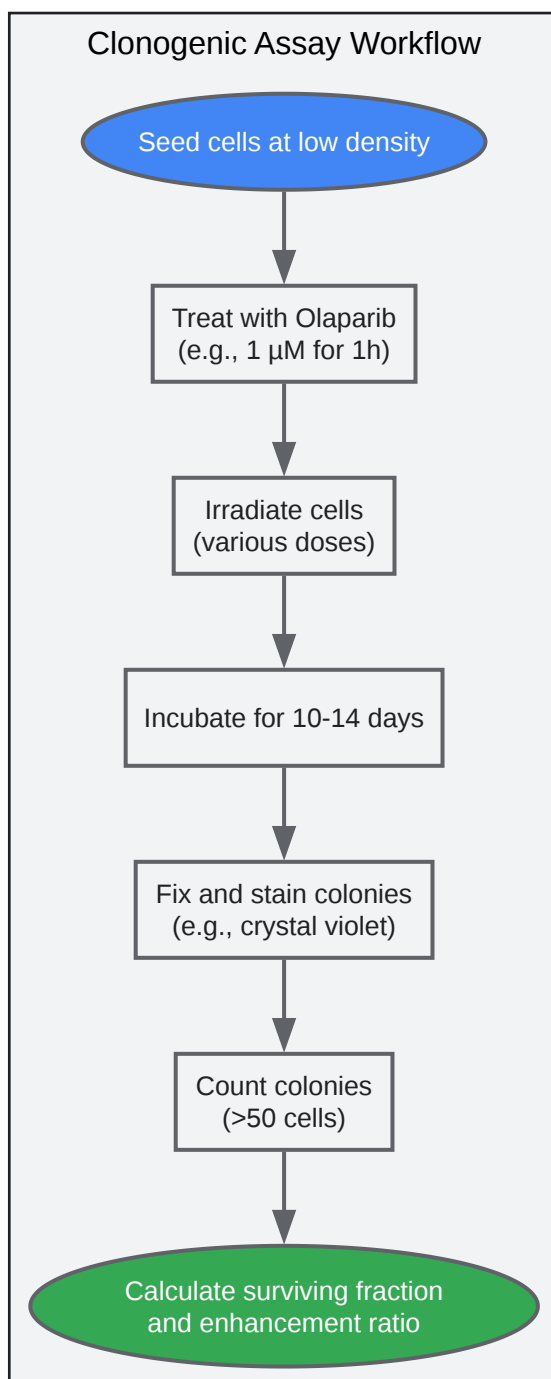 Clonogenic Assay Workflow
Seed cells at low density
Treat with Olaparib
(e.g., 1 µM for 1h)
Irradiate cells
(various doses)
Incubate for 10-14 days
Fix and stain colonies
(e.g., crystal violet)
Count colonies
(>50 cells)
Calculate surviving fraction
and enhancement ratio